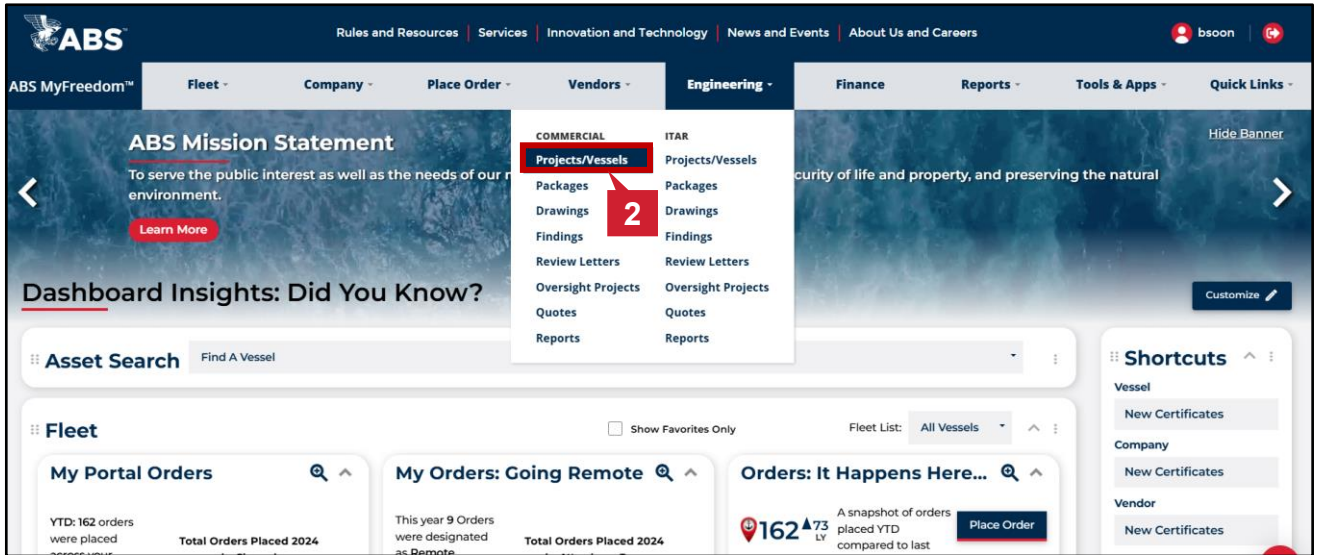 ABS
Rules and Resources | Services | Innovation and Technology | News and Events | About Us and Careers
bsoon
ABS MyFreedom™
Fleet
Company
Place Order
Vendors
Engineering
Finance
Reports
Tools & Apps
Quick Links
COMMERCIAL
Projects/Vessels
Packages
Drawings
Findings
Review Letters
Oversight Projects
Quotes
Reports
ITAR
Projects/Vessels
Packages
Drawings
Findings
Review Letters
Oversight Projects
Quotes
Reports
2
Hide Banner
ABS Mission Statement
To serve the public interest as well as the needs of our curity of life and property, and preserving the natural
environment.
Learn More
Dashboard Insights: Did You Know?
Customize
Asset Search
Find A Vessel
Fleet
Show Favorites Only
Fleet List: All Vessels
My Portal Orders
YTD: 162 orders
were placed
across your
Total Orders Placed 2024
My Orders: Going Remote
This year 9 Orders
were designated
as Remote
Total Orders Placed 2024
Orders: It Happens Here...
162 73
LY
A snapshot of orders
placed YTD
compared to last
Place Order
Shortcuts
Vessel
New Certificates
Company
New Certificates
Vendor
New Certificates